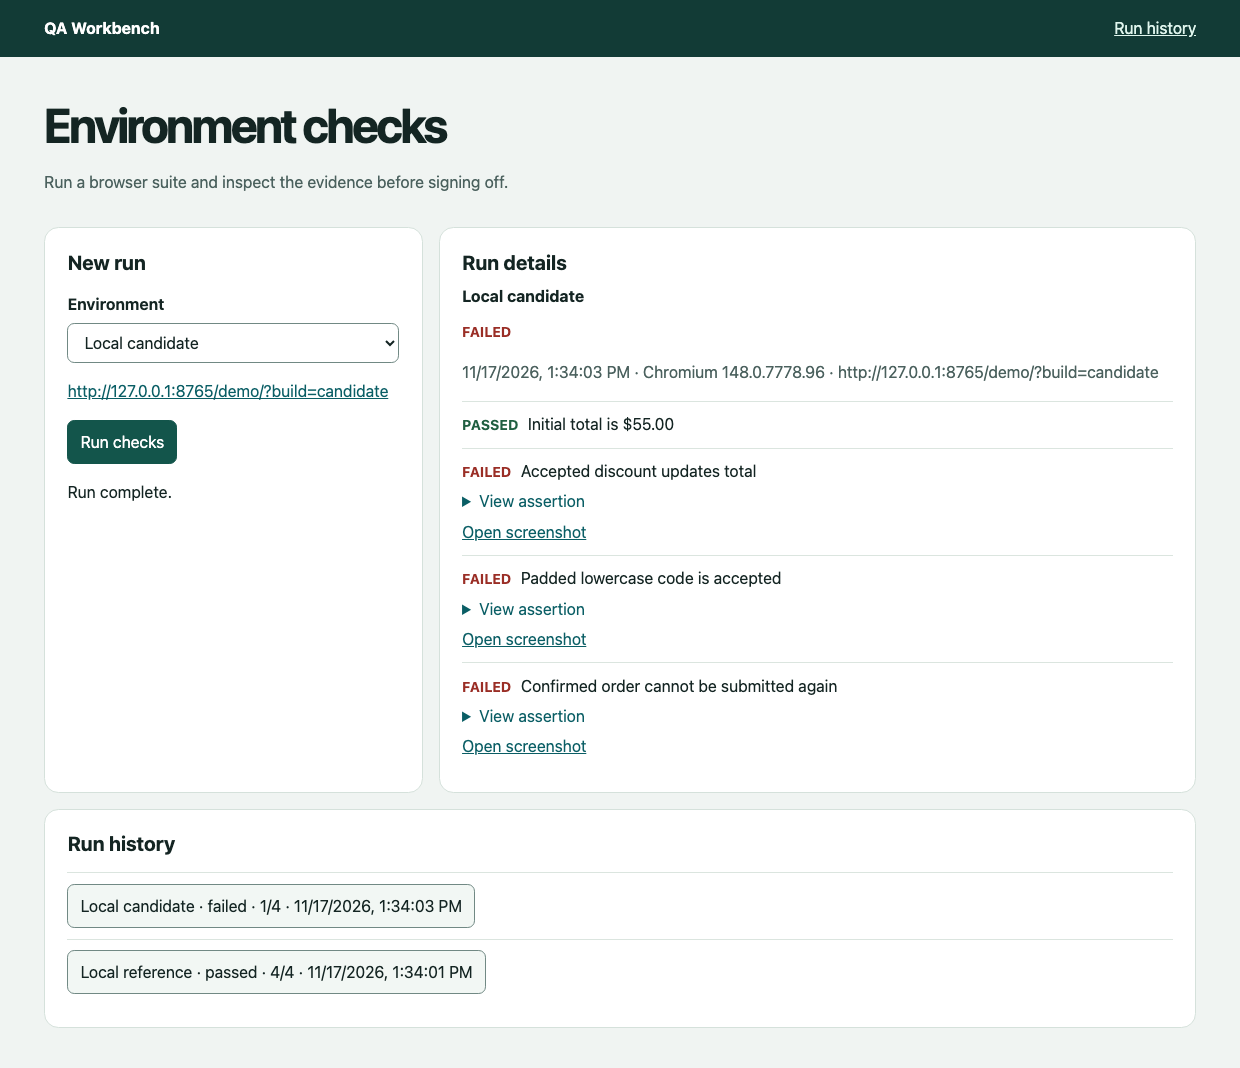 QA Workbench
Run history
Environment checks
Run a browser suite and inspect the evidence before signing off.
New run
Environment
Local candidate
http://127.0.0.1:8765/demo/?build=candidate
Run checks
Run complete.
Run details
Local candidate
FAILED
11/17/2026, 1:34:03 PM · Chromium 148.0.7778.96 · http://127.0.0.1:8765/demo/?build=candidate
PASSED Initial total is $55.00
FAILED Accepted discount updates total
View assertion
Open screenshot
FAILED Padded lowercase code is accepted
View assertion
Open screenshot
FAILED Confirmed order cannot be submitted again
View assertion
Open screenshot
Run history
Local candidate · failed · 1/4 · 11/17/2026, 1:34:03 PM
Local reference · passed · 4/4 · 11/17/2026, 1:34:01 PM